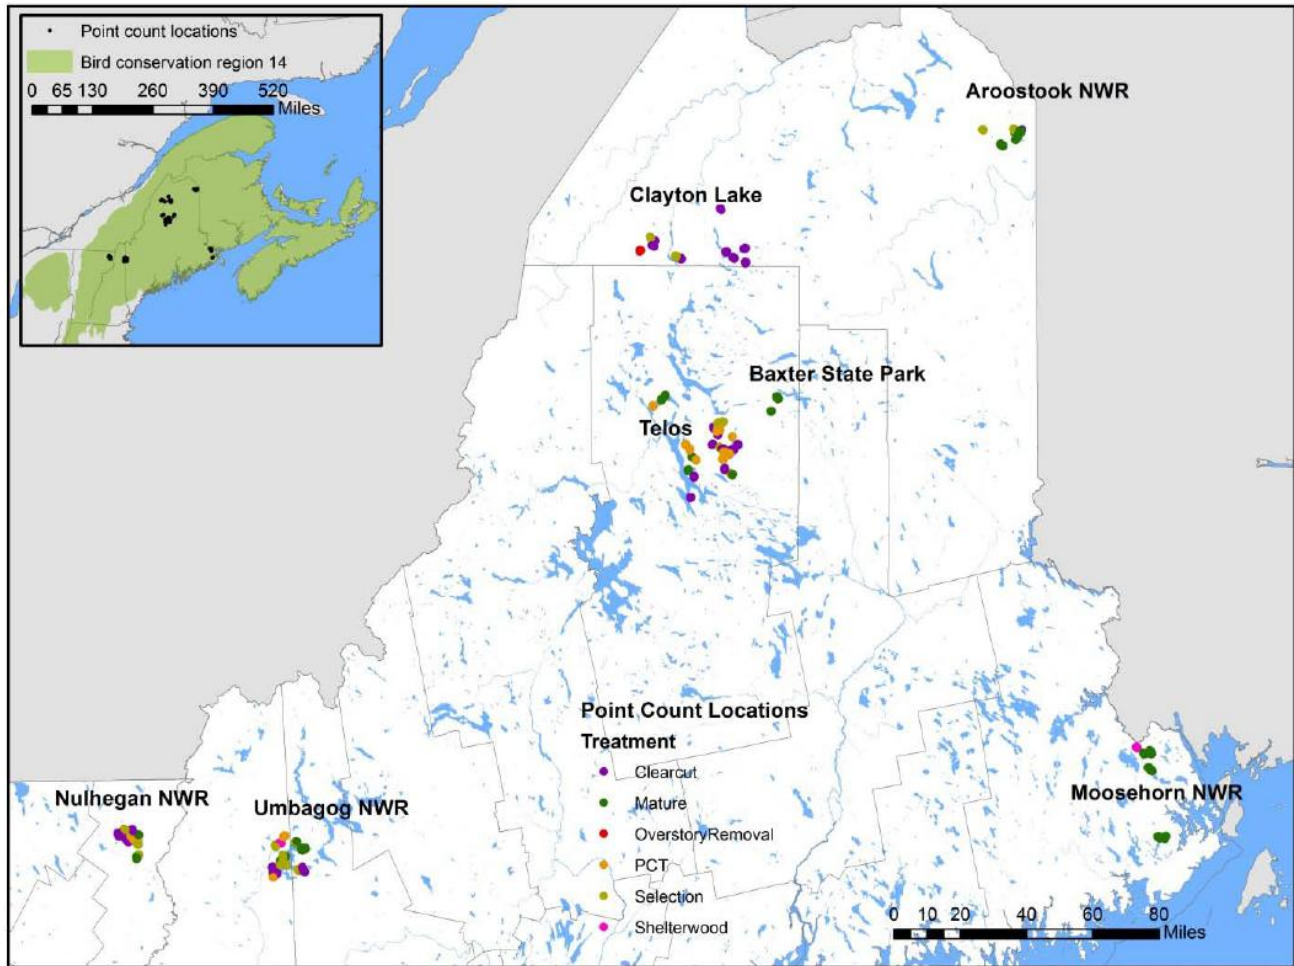 Point count locations
Bird conservation region 14
0 65 130 260 390 520
Miles
Aroostook NWR
Clayton Lake
Baxter State Park
Telos
Point Count Locations
Treatment
Clearcut
Mature
OverstoryRemoval
PCT
Selection
Shelterwood
Nulhegan NWR
Umbagog NWR
Moosehorn NWR
0 10 20 40 60 80
Miles